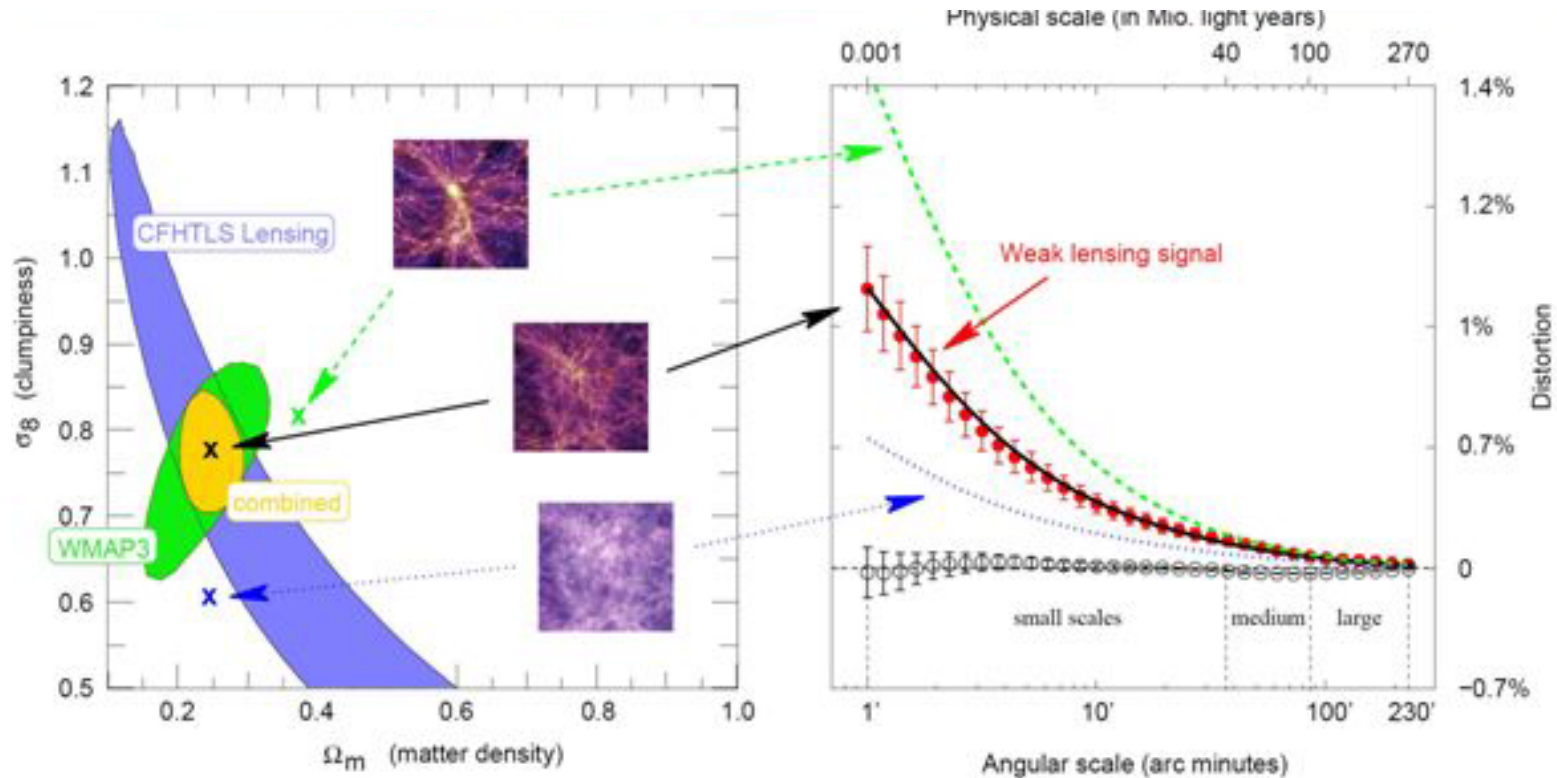 Physical scale (in Mio. light years)
0.001 40 100 270
1.2
1.1
1.0
0.9
0.8
0.7
0.6
0.5
σ8 (clumpiness)
CFHTLS Lensing
x
x
combined
WMAP3
x
0.2 0.4 0.6 0.8 1.0
Ωm (matter density)
Weak lensing signal
1.4%
1.2%
1%
0.7%
0
−0.7%
Distortion
small scales medium large
1' 10' 100' 230'
Angular scale (arc minutes)